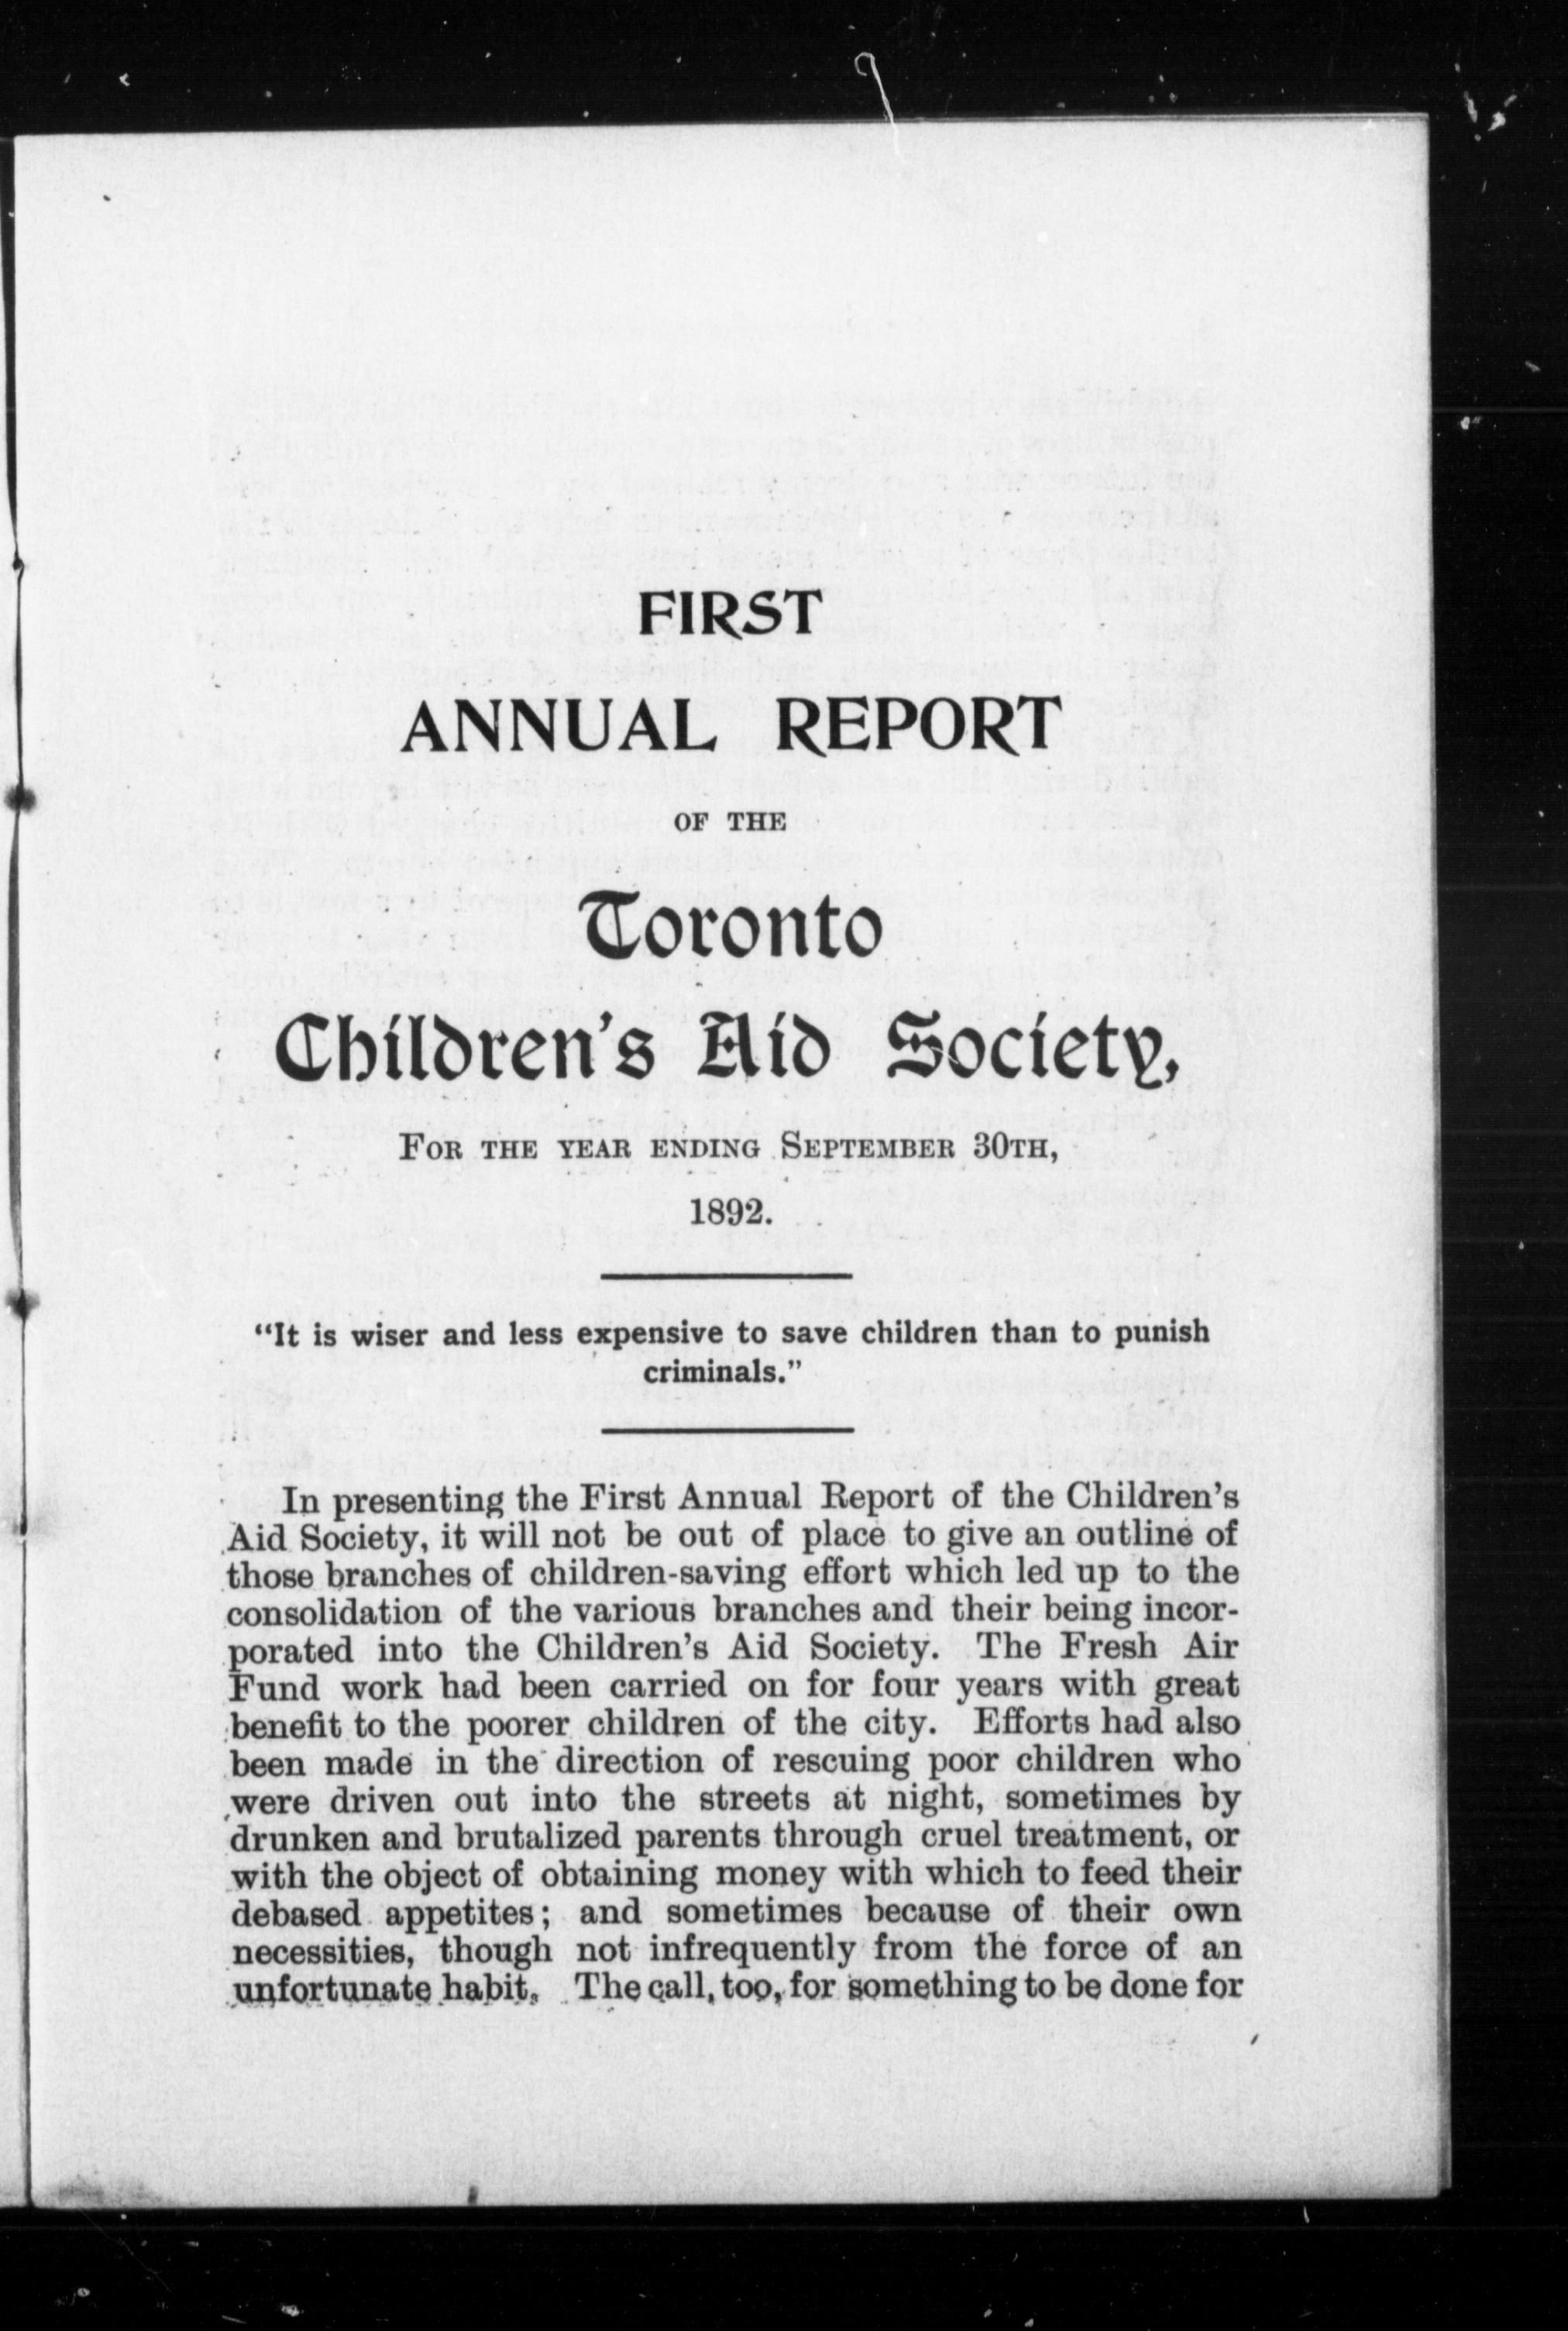 FIRST
ANNUAL REPORT
OF THE
Toronto
Children's Aid Society,
FOR THE YEAR ENDING SEPTEMBER 30TH,
1892.
“It is wiser and less expensive to save children than to punish
criminals.”
In presenting the First Annual Report of the Children's
Aid Society, it will not be out of place to give an outline of
those branches of children-saving effort which led up to the
consolidation of the various branches and their being incor-
porated into the Children's Aid Society. The Fresh Air
Fund work had been carried on for four years with great
benefit to the poorer children of the city. Efforts had also
been made in the direction of rescuing poor children who
were driven out into the streets at night, sometimes by
drunken and brutalized parents through cruel treatment, or
with the object of obtaining money with which to feed their
debased appetites; and sometimes because of their own
necessities, though not infrequently from the force of an
unfortunate habit. The call, too, for something to be done for